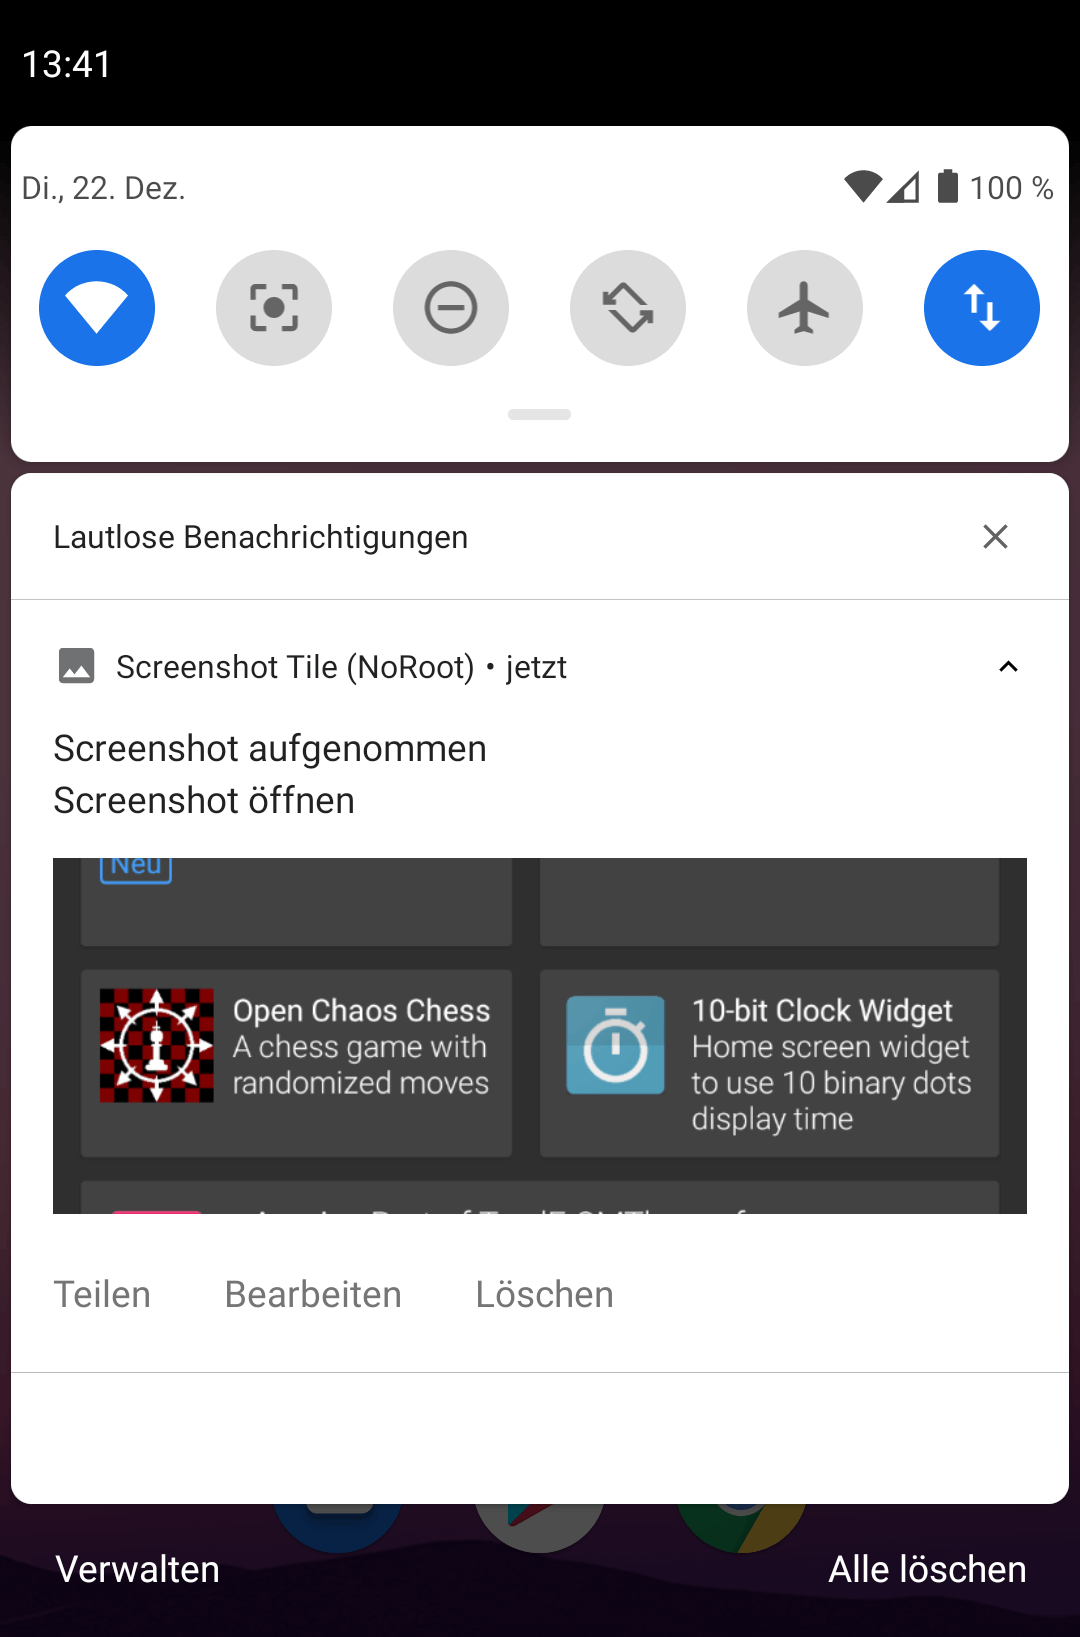 13:41
Di., 22. Dez.
100 %
Lautlose Benachrichtigungen
Screenshot Tile (NoRoot) • jetzt
Screenshot aufgenommen
Screenshot öffnen
Neu
Open Chaos Chess
A chess game with
randomized moves
10-bit Clock Widget
Home screen widget
to use 10 binary dots
display time
Teilen
Bearbeiten
Löschen
Verwalten
Alle löschen